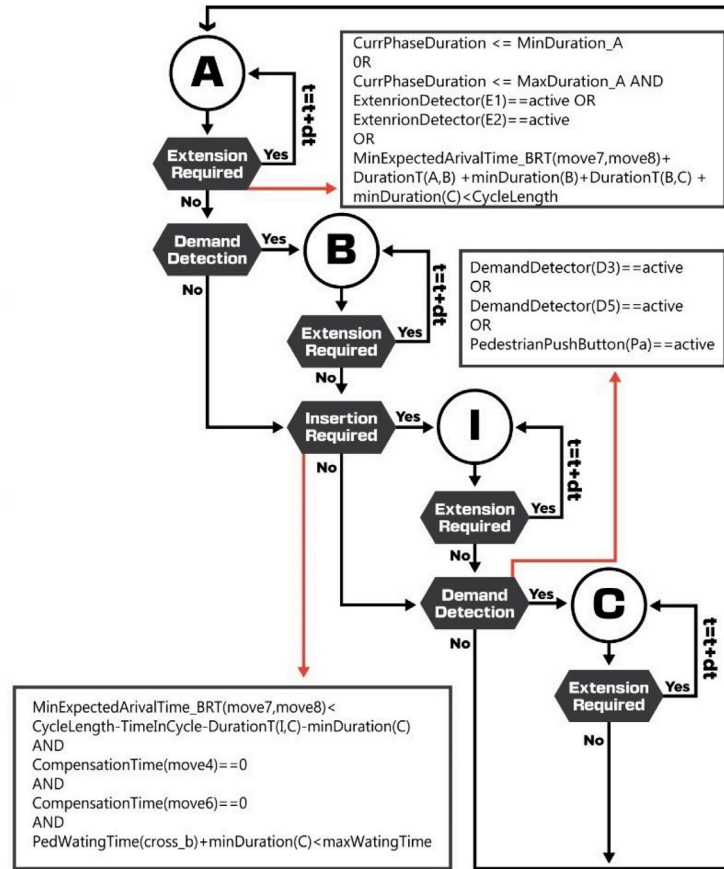 A
t=t+dt
CurrPhaseDuration <= MinDuration_A
0R
CurrPhaseDuration <= MaxDuration_A AND
ExtenrionDetector(E1)==active OR
ExtenrionDetector(E2)==active
OR
MinExpectedArivalTime_BRT(move7,move8)+
DurationT(A,B) +minDuration(B)+DurationT(B,C) +
minDuration(C)<CycleLength
Extension
Required
Yes
No
Demand
Detection
Yes
No
B
t=t+dt
DemandDetector(D3)==active
OR
DemandDetector(D5)==active
OR
PedestrianPushButton(Pa)==active
Extension
Required
Yes
No
Insertion
Required
Yes
No
I
t=t+dt
Extension
Required
Yes
No
Demand
Detection
Yes
No
C
t=t+dt
Extension
Required
Yes
No
MinExpectedArivalTime_BRT(move7,move8)<
CycleLength-TimeInCycle-DurationT(I,C)-minDuration(C)
AND
CompensationTime(move4)==0
AND
CompensationTime(move6)==0
AND
PedWatingTime(cross_b)+minDuration(C)<maxWatingTime